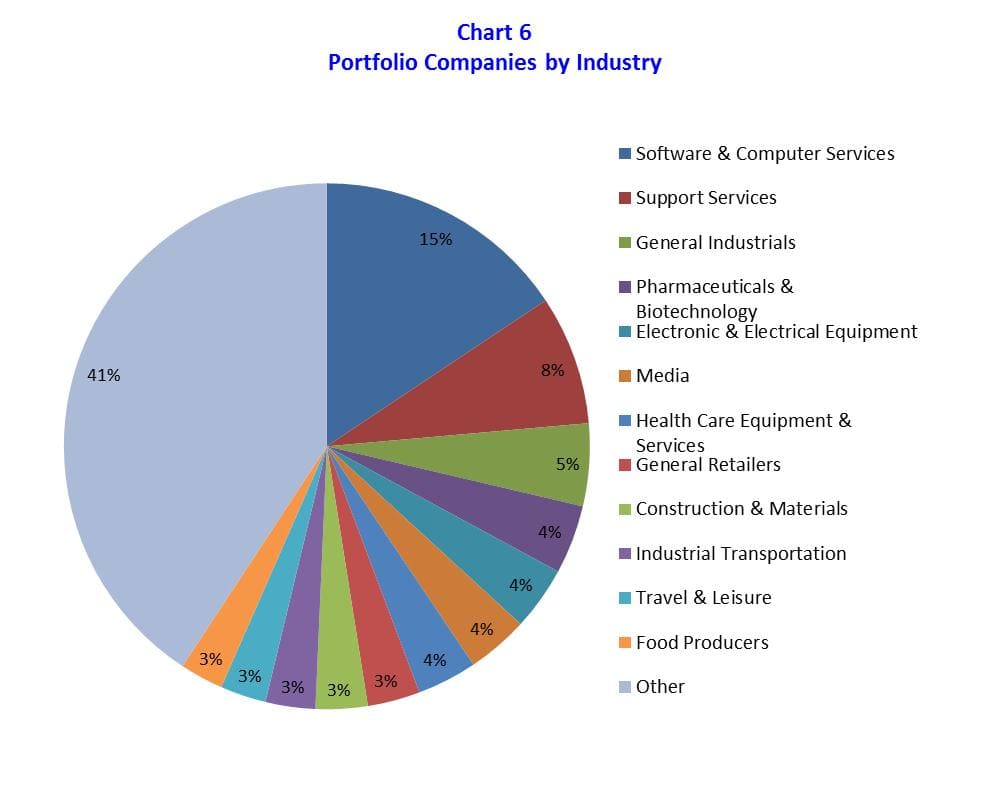 Chart 6
Portfolio Companies by Industry
15%
8%
5%
4%
4%
4%
4%
3%
3%
3%
3%
3%
41%
Software & Computer Services
Support Services
General Industrials
Pharmaceuticals &
Biotechnology
Electronic & Electrical Equipment
Media
Health Care Equipment &
Services
General Retailers
Construction & Materials
Industrial Transportation
Travel & Leisure
Food Producers
Other